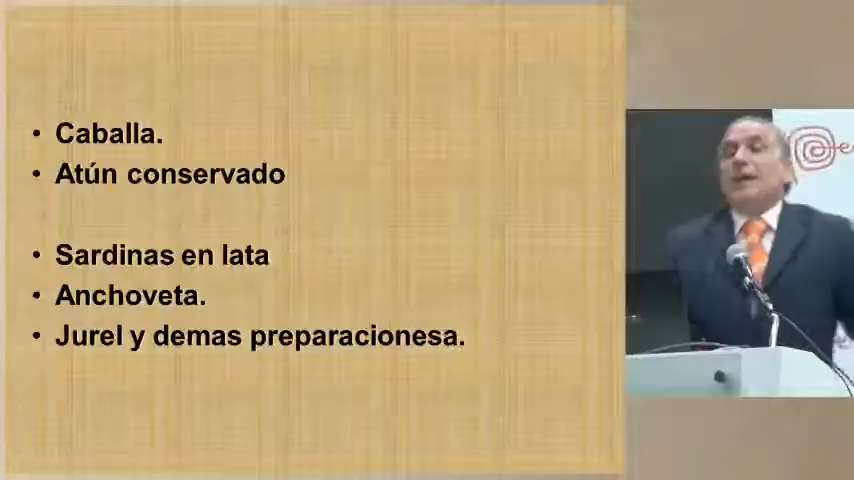 • Caballa.
• Atún conservado
• Sardinas en lata
• Anchoveta.
• Jurel y demas preparacionesa.